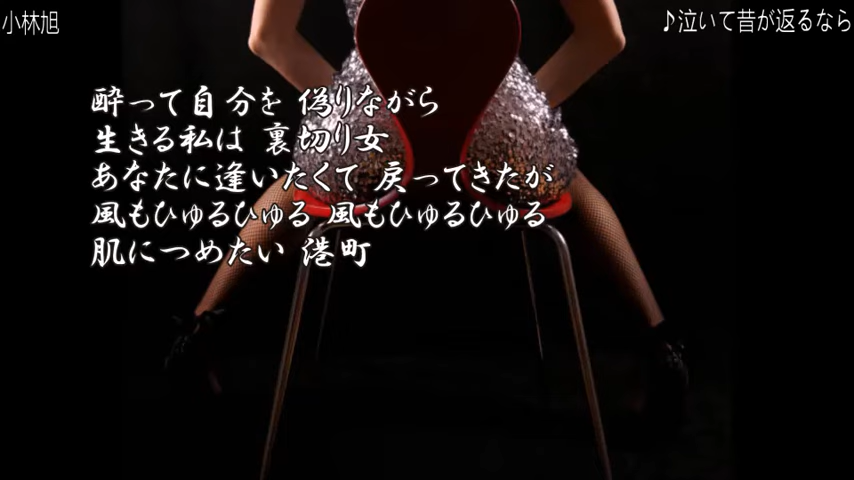 小林旭
♪泣いて昔が返るなら
酔って自分を 偽りながら
生きる私は 裏切り女
あなたに逢いたくて 戻ってきたが
風もひゅるひゅる 風もひゅるひゅる
肌につめたい 港町